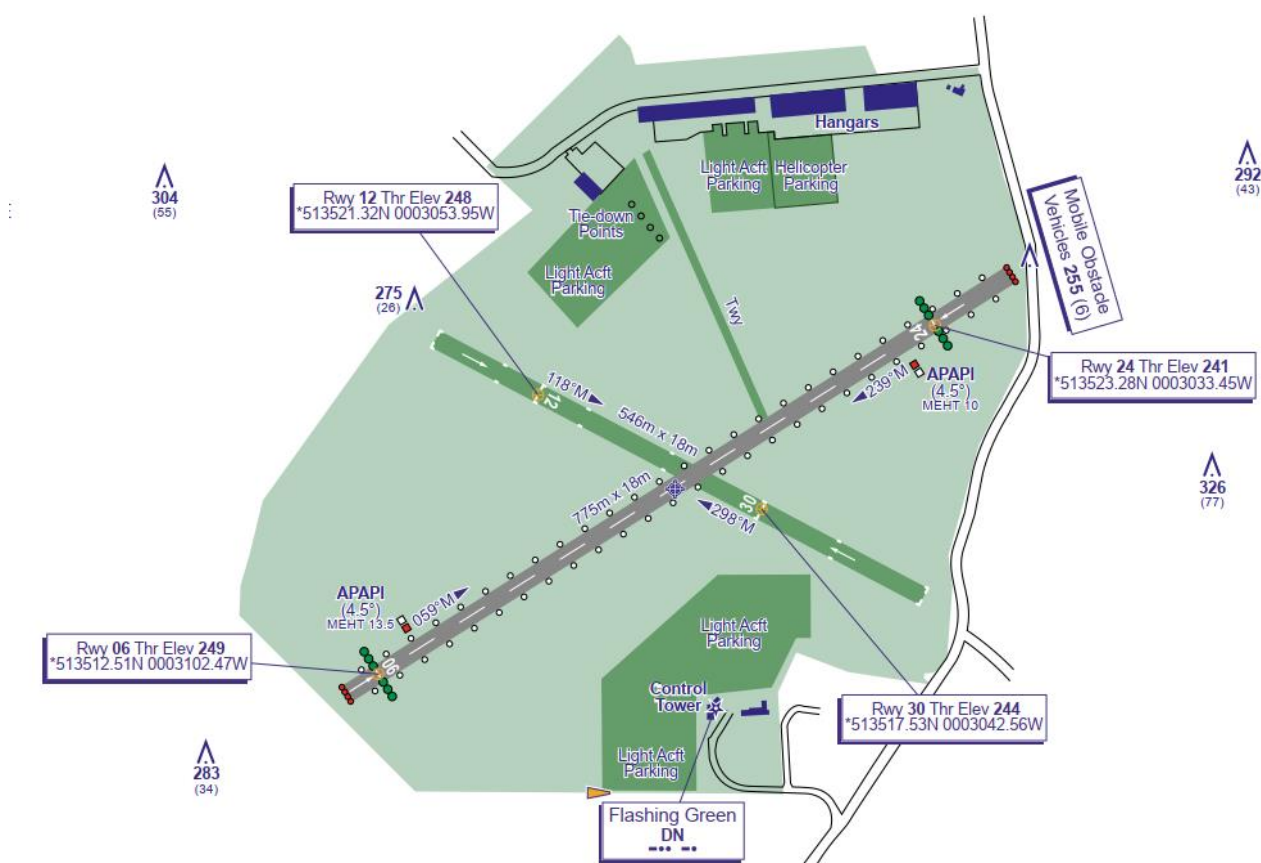 Hangars
Light Acft
Parking
Helicopter
Parking
304
(55)
292
(43)
Rwy 12 Thr Elev 248
*513521.32N 0003053.95W
Tie-down
Points
Light Acft
Parking
Mobile Obstacle
Vehicles 255 (6)
275
(26)
Twy
24
Rwy 24 Thr Elev 241
*513523.28N 0003033.45W
118°M
12
239°M
APAPI
(4.5°)
MEHT 10
546m x 18m
775m x 18m
326
(77)
30
298°M
APAPI
(4.5°)
MEHT 13.5
059°M
Light Acft
Parking
Rwy 06 Thr Elev 249
*513512.51N 0003102.47W
06
Control
Tower
Rwy 30 Thr Elev 244
*513517.53N 0003042.56W
283
(34)
Light Acft
Parking
Flashing Green
DN